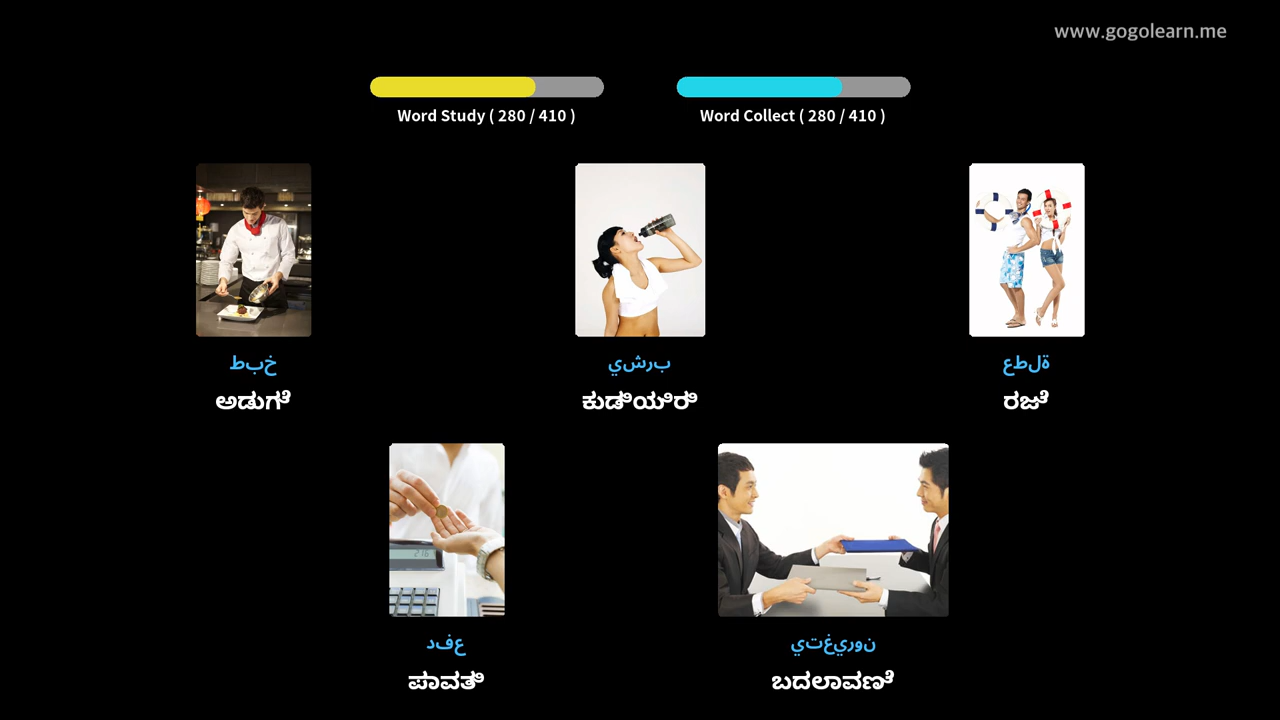 www.gogolearn.me
Word Study ( 280 / 410 )
Word Collect ( 280 / 410 )
طبخ
يشرب
عطلة
ಅಡುಗೆ
ಕುಡಿಯಿರಿ
ರಜೆ
دفع
يتغيرون
ಪಾವತಿ
ಬದಲಾವಣೆ